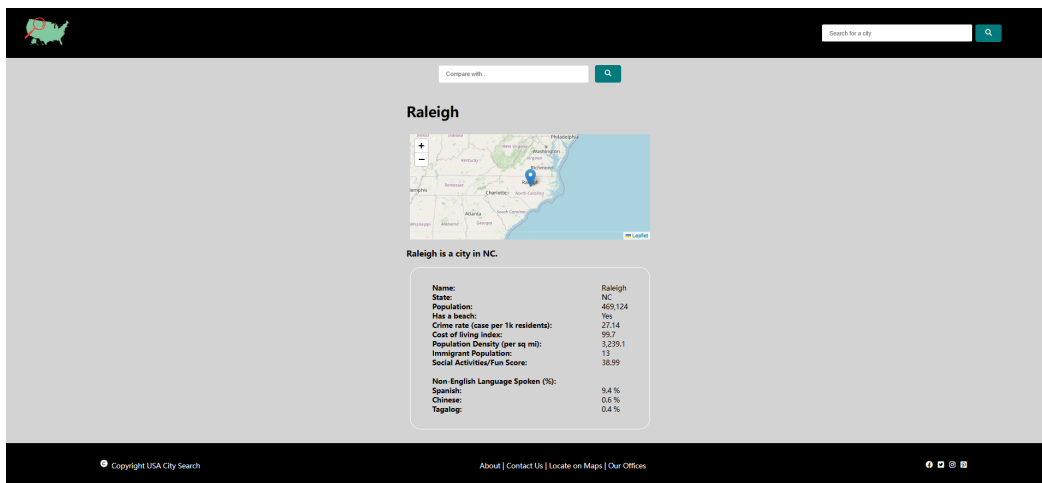 Search for a city
Compare with...
Raleigh
+
−
Philadelphia
Indiana
West Virginia
Washington
Virginia
Kentucky
Richmond
Tennessee
Charlotte
North Carolina
Atlanta
South Carolina
Alabama
Georgia
Leaflet
Raleigh is a city in NC.
Name: Raleigh
State: NC
Population: 469,124
Has a beach: Yes
Crime rate (case per 1k residents): 27.14
Cost of living index: 99.7
Population Density (per sq mi): 3,239.1
Immigrant Population: 13
Social Activities/Fun Score: 38.99
Non-English Language Spoken (%):
Spanish: 9.4 %
Chinese: 0.6 %
Tagalog: 0.4 %
© Copyright USA City Search
About | Contact Us | Locate on Maps | Our Offices